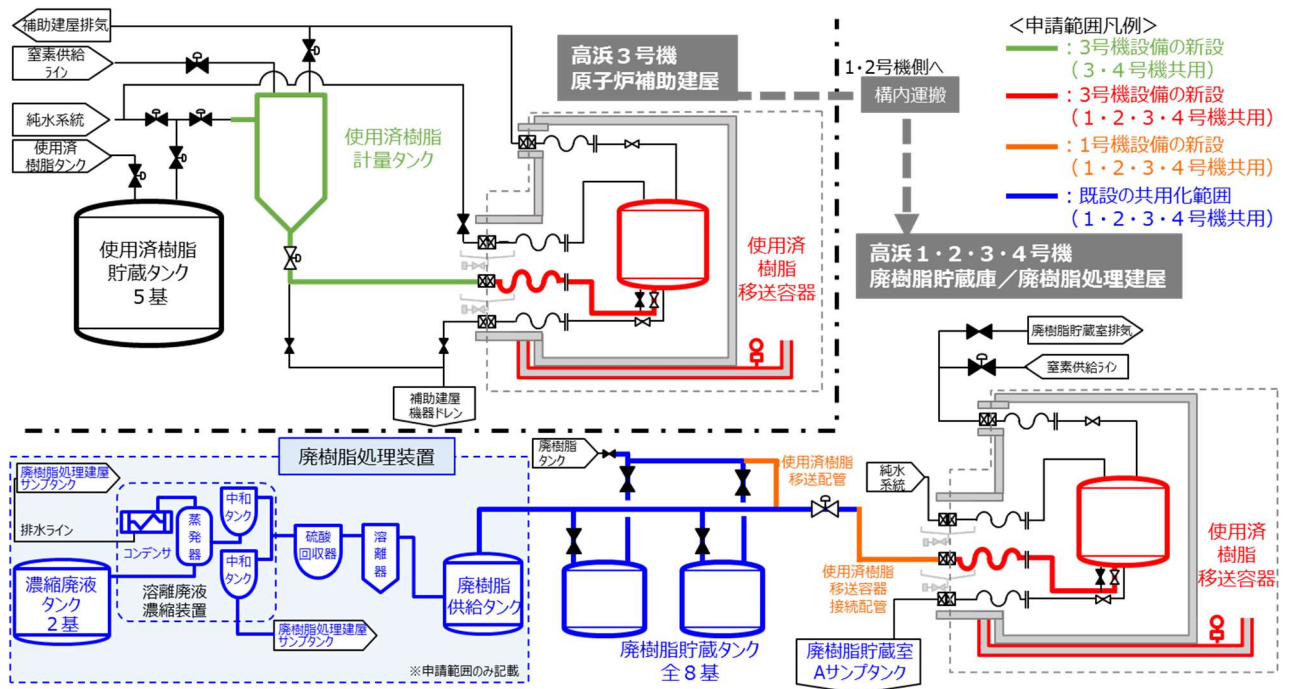 補助建屋排気
窒素供給
ライン
純水系統
使用済
樹脂タンク
使用済樹脂
貯蔵タンク
5基
使用済樹脂
計量タンク
高浜3号機
原子炉補助建屋
1・2号機側へ
構内運搬
使用済
樹脂
移送容器
補助建屋
機器ドレン
<申請範囲凡例>
:3号機設備の新設
(3・4号機共用)
:3号機設備の新設
(1・2・3・4号機共用)
:1号機設備の新設
(1・2・3・4号機共用)
:既設の共用化範囲
(1・2・3・4号機共用)
高浜1・2・3・4号機
廃樹脂貯蔵庫/廃樹脂処理建屋
廃樹脂貯蔵室排気
窒素供給ライン
純水
系統
使用済
樹脂
移送容器
廃樹脂処理装置
廃樹脂処理建屋
サンプタンク
排水ライン
コンデンサ
蒸発器
中和
タンク
中和
タンク
硫酸
回収器
溶離器
濃縮廃液
タンク
2基
溶離廃液
濃縮装置
廃樹脂処理建屋
サンプタンク
廃樹脂
供給タンク
※申請範囲のみ記載
廃樹脂
タンク
使用済樹脂
移送配管
使用済樹脂
移送容器
接続配管
廃樹脂貯蔵タンク
全8基
廃樹脂貯蔵室
Aサンプタンク